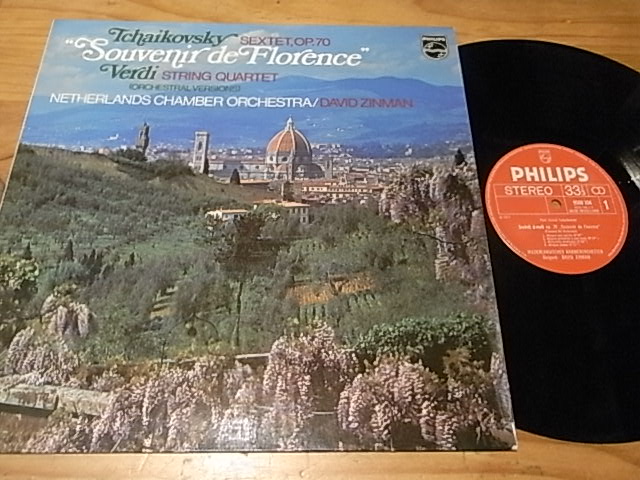 Tchaikovsky SEXTET, OP. 70
"Souvenir de Florence"
Verdi STRING QUARTET
(ORCHESTRAL VERSIONS)
NETHERLANDS CHAMBER ORCHESTRA/DAVID ZINMAN
PHILIPS
PHILIPS
STEREO 33⅓
1